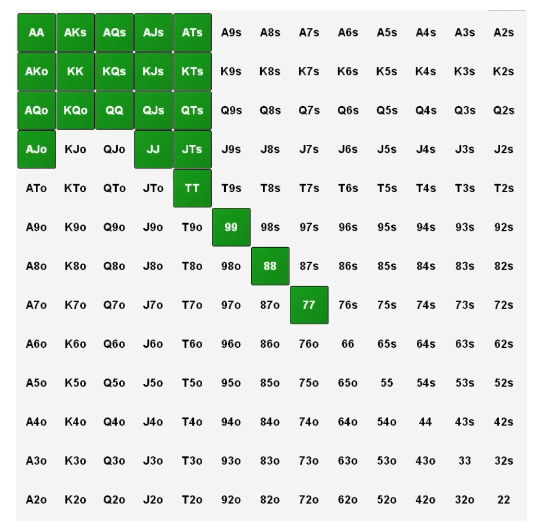 AA AKs AQs AJs ATs A9s A8s A7s A6s A5s A4s A3s A2s
AKo KK KQs KJs KTs K9s K8s K7s K6s K5s K4s K3s K2s
AQo KQo QQ QJs QTs Q9s Q8s Q7s Q6s Q5s Q4s Q3s Q2s
AJo KJo QJo JJ JTs J9s J8s J7s J6s J5s J4s J3s J2s
ATo KTo QTo JTo TT T9s T8s T7s T6s T5s T4s T3s T2s
A9o K9o Q9o J9o T9o 99 98s 97s 96s 95s 94s 93s 92s
A8o K8o Q8o J8o T8o 98o 88 87s 86s 85s 84s 83s 82s
A7o K7o Q7o J7o T7o 97o 87o 77 76s 75s 74s 73s 72s
A6o K6o Q6o J6o T6o 96o 86o 76o 66 65s 64s 63s 62s
A5o K5o Q5o J5o T5o 95o 85o 75o 65o 55 54s 53s 52s
A4o K4o Q4o J4o T4o 94o 84o 74o 64o 54o 44 43s 42s
A3o K3o Q3o J3o T3o 93o 83o 73o 63o 53o 43o 33 32s
A2o K2o Q2o J2o T2o 92o 82o 72o 62o 52o 42o 32o 22